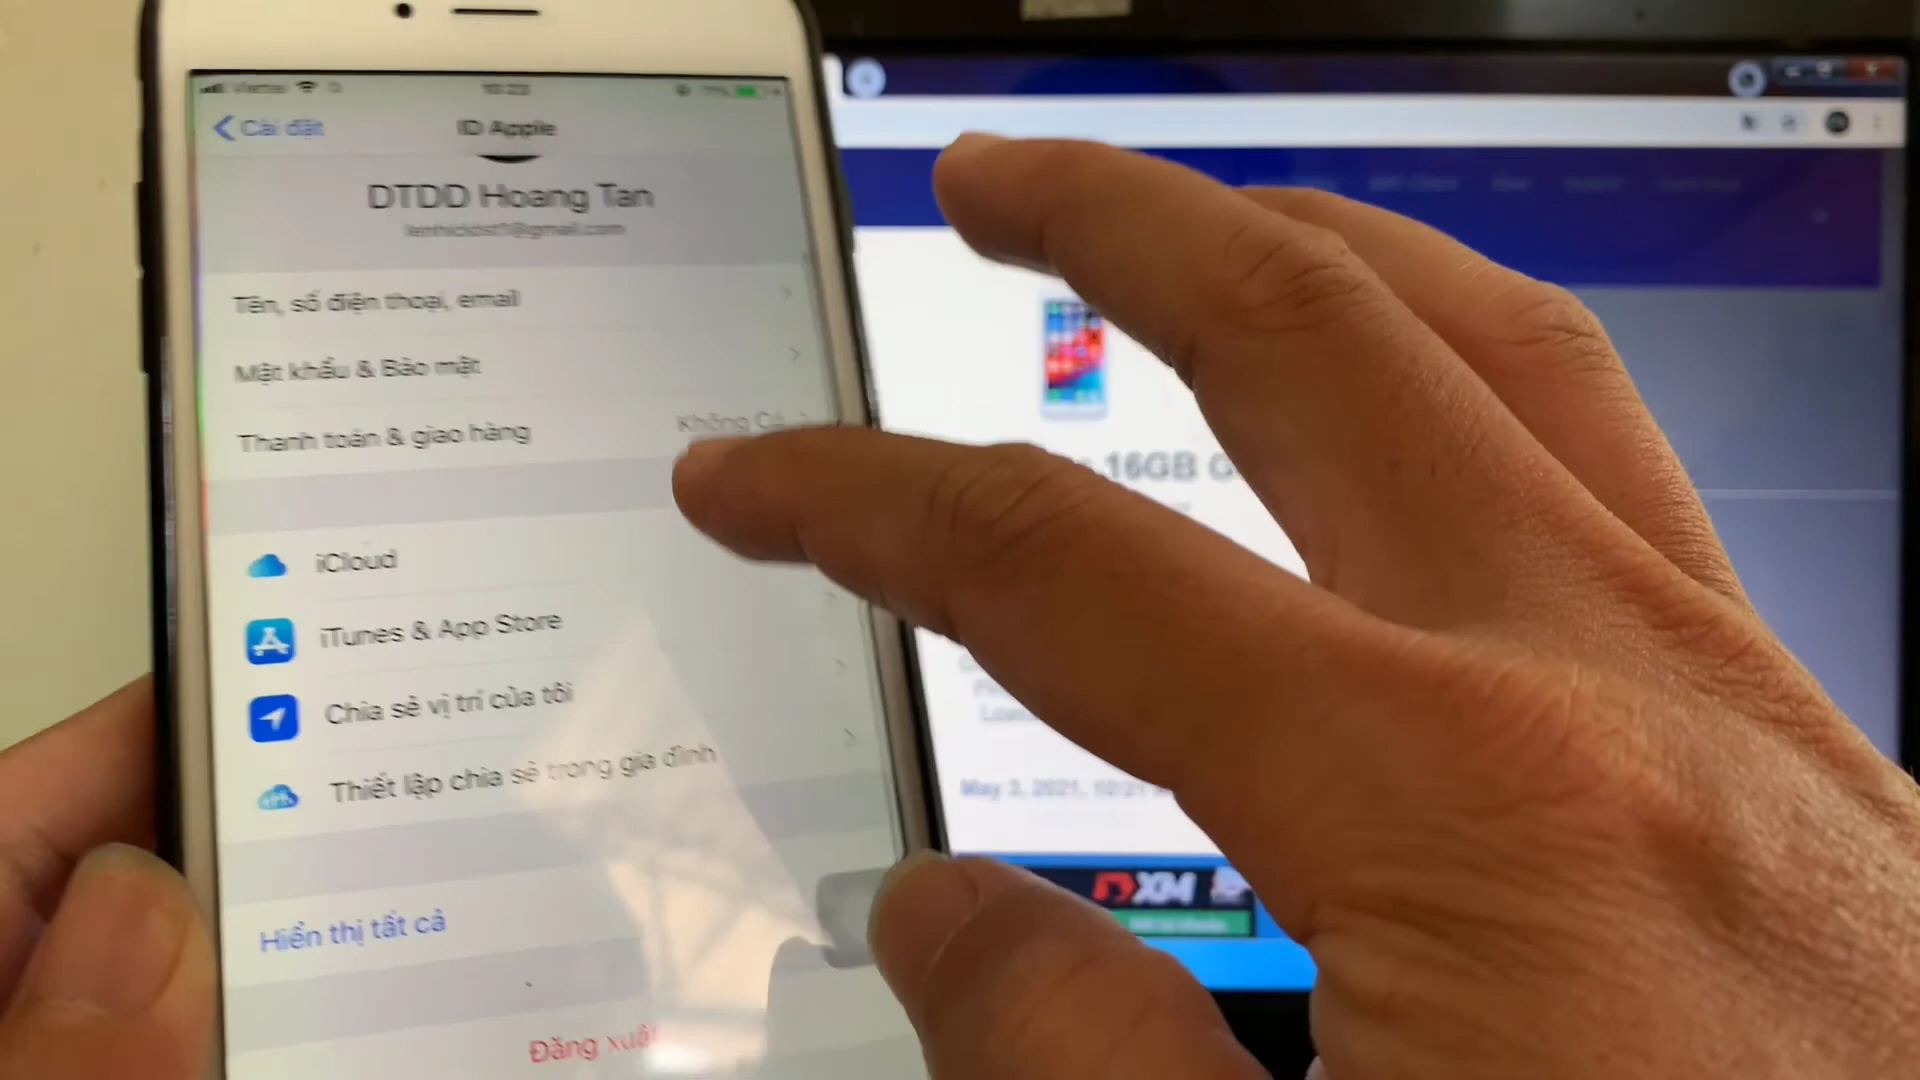 Cài đặt
ID Apple
DTDD Hoang Tan
Tên, số điện thoại, email
Mật khẩu & Bảo mật
Thanh toán & giao hàng
Không Có
iCloud
iTunes & App Store
Chia sẻ vị trí của tôi
Thiết lập chia sẻ trong gia đình
Hiển thị tất cả
Đăng xuất
16GB G
May 3, 2021, 10:21
XM